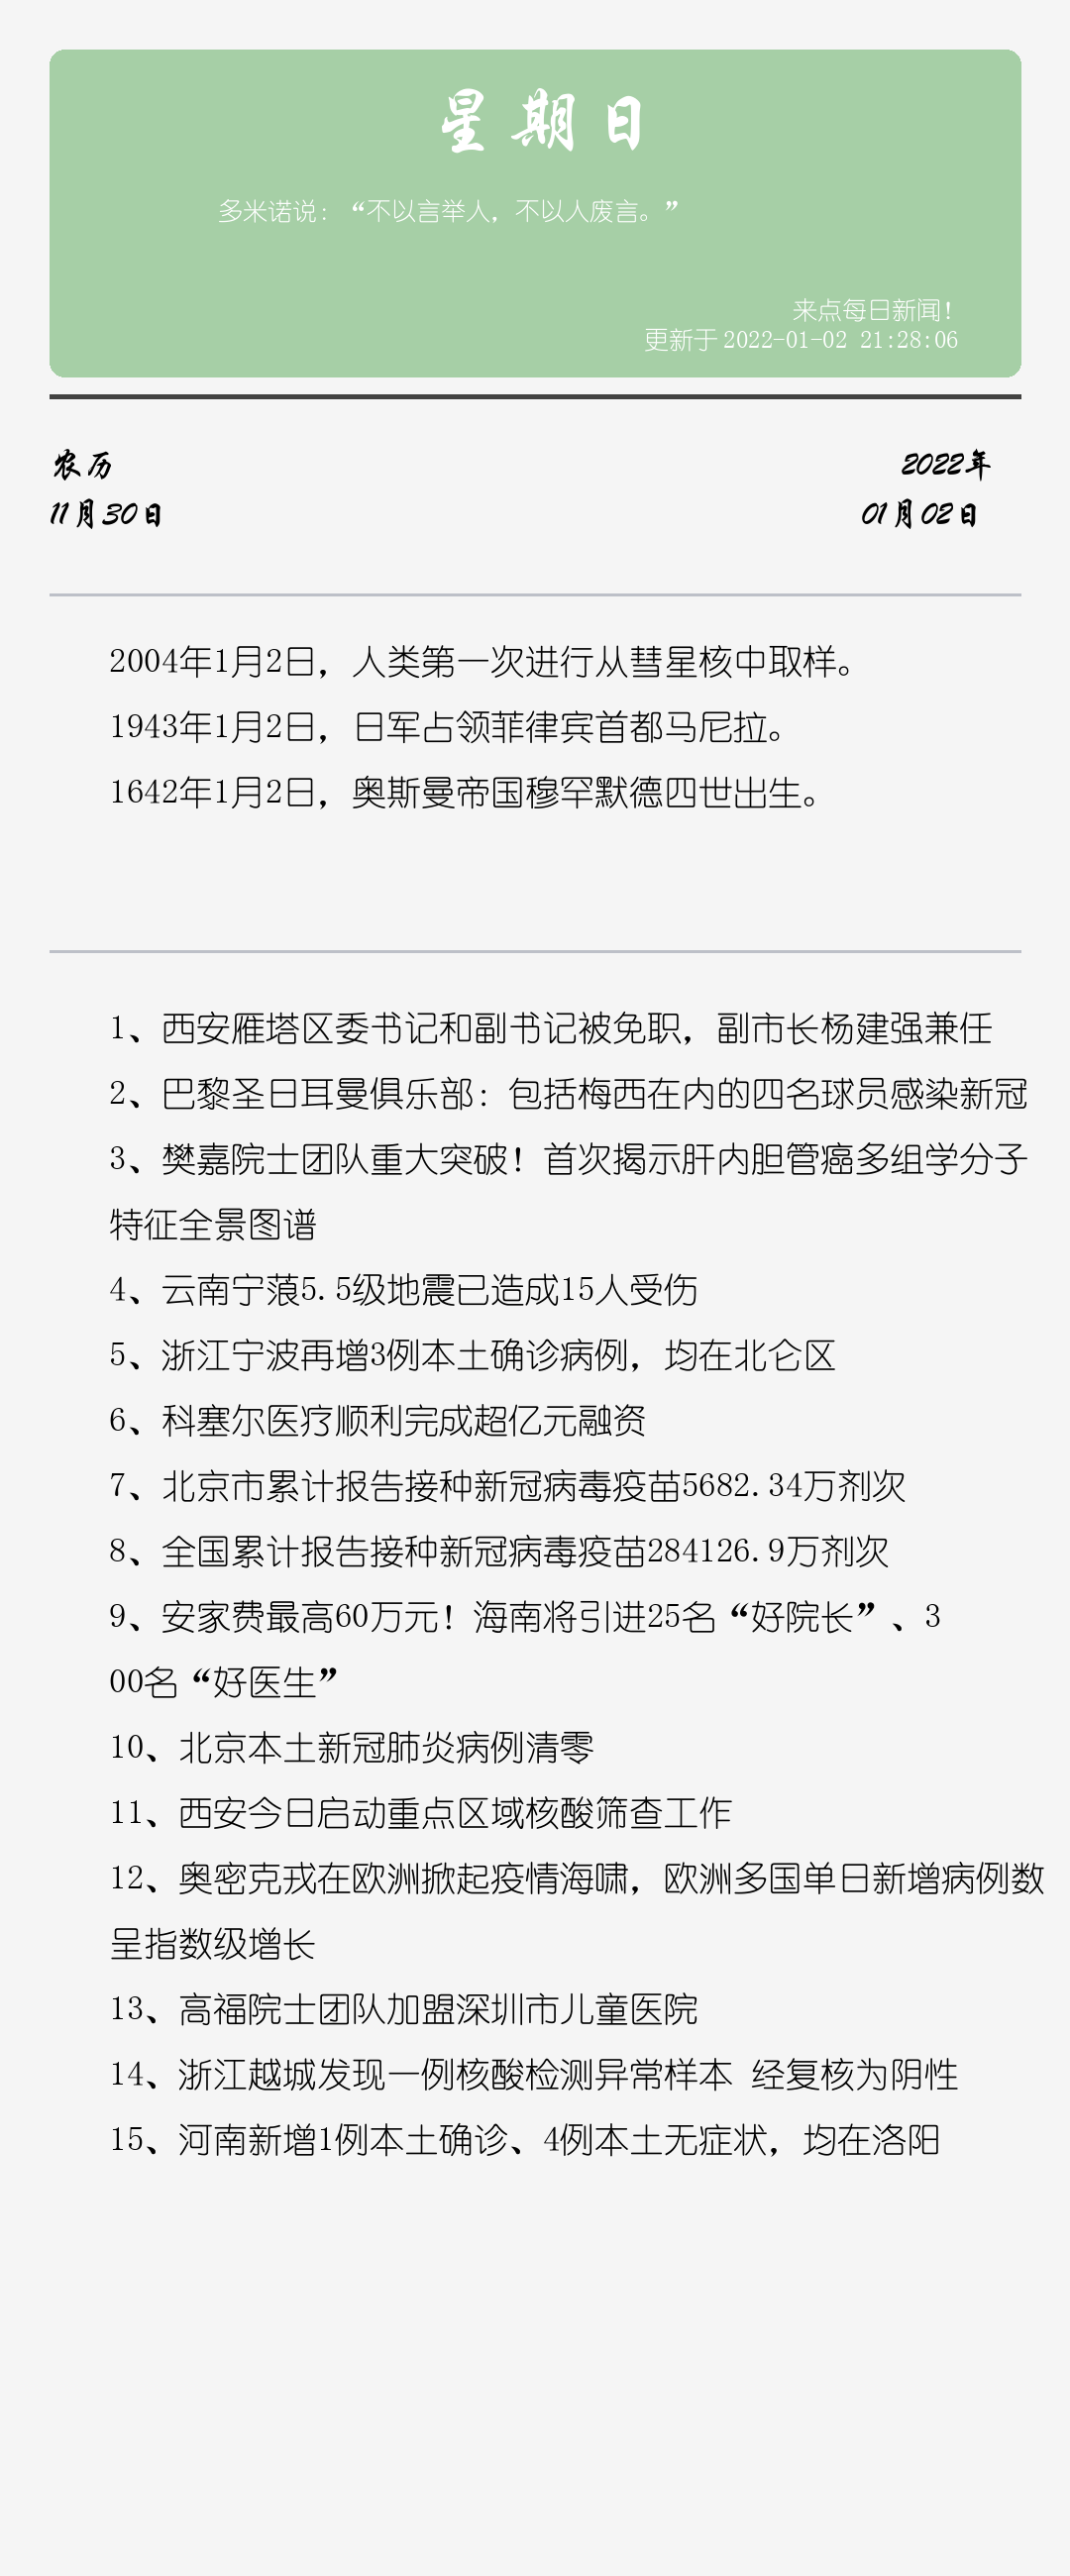 星期日
多米诺说：“不以言举人，不以人废言。”
来点每日新闻！
更新于 2022-01-02 21:28:06
农历
2022年
11月30日
01月02日
2004年1月2日，人类第一次进行从彗星核中取样。
1943年1月2日，日军占领菲律宾首都马尼拉。
1642年1月2日，奥斯曼帝国穆罕默德四世出生。
1、西安雁塔区委书记和副书记被免职，副市长杨建强兼任
2、巴黎圣日耳曼俱乐部：包括梅西在内的四名球员感染新冠
3、樊嘉院士团队重大突破！首次揭示肝内胆管癌多组学分子
特征全景图谱
4、云南宁蒗5.5级地震已造成15人受伤
5、浙江宁波再增3例本土确诊病例，均在北仑区
6、科塞尔医疗顺利完成超亿元融资
7、北京市累计报告接种新冠病毒疫苗5682.34万剂次
8、全国累计报告接种新冠病毒疫苗284126.9万剂次
9、安家费最高60万元！海南将引进25名“好院长”、3
00名“好医生”
10、北京本土新冠肺炎病例清零
11、西安今日启动重点区域核酸筛查工作
12、奥密克戎在欧洲掀起疫情海啸，欧洲多国单日新增病例数
呈指数级增长
13、高福院士团队加盟深圳市儿童医院
14、浙江越城发现一例核酸检测异常样本 经复核为阴性
15、河南新增1例本土确诊、4例本土无症状，均在洛阳